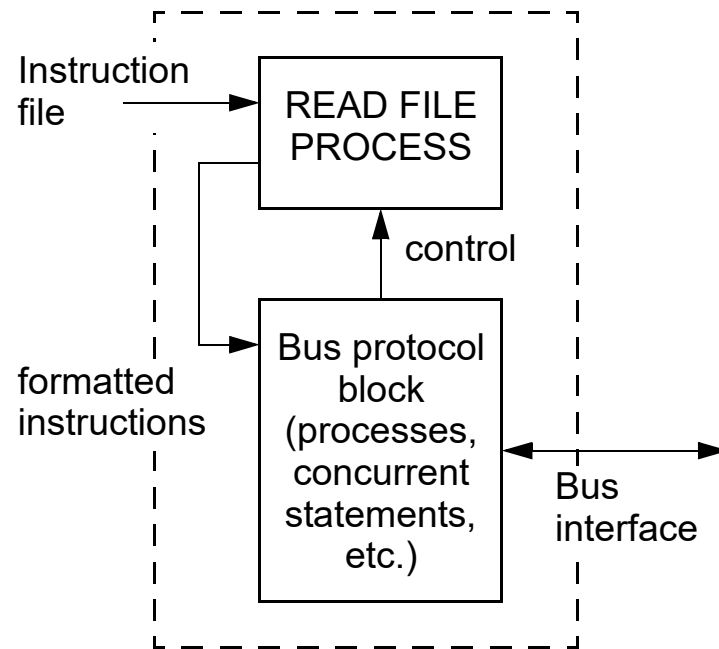 Instruction
file
READ FILE
PROCESS
control
formatted
instructions
Bus protocol
block
(processes,
concurrent
statements,
etc.)
Bus
interface